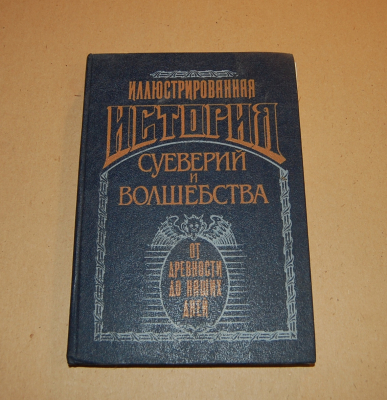 ИЛЛЮСТРИРОВАННАЯ
ИСТОРИЯ
СУЕВЕРИЙ
И
ВОЛШЕБСТВА
ОТ
ДРЕВНОСТИ
ДО НАШИХ
ДНЕЙ